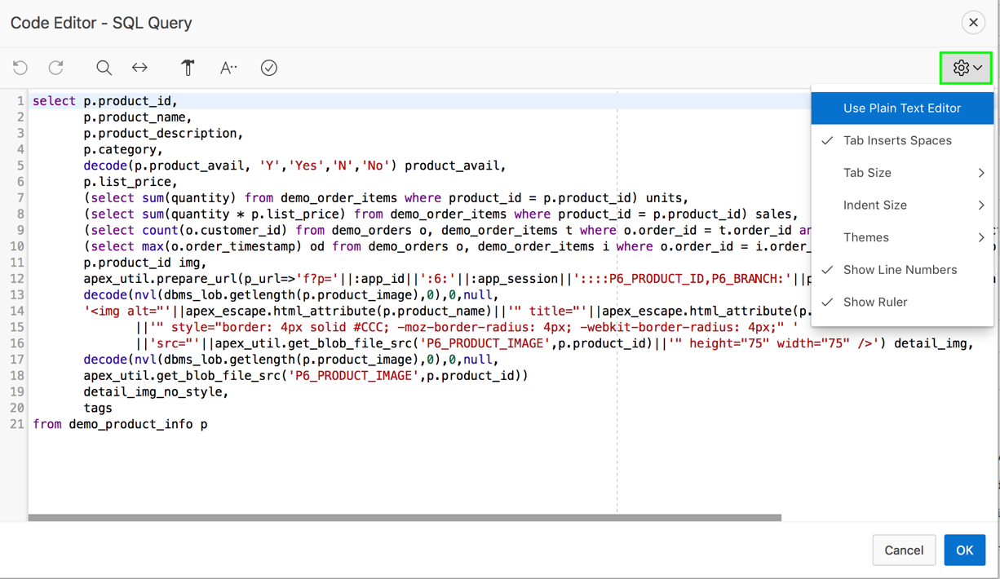 Code Editor - SQL Query
A
Use Plain Text Editor
Tab Inserts Spaces
Tab Size
Indent Size
Themes
Show Line Numbers
Show Ruler
1 select p.product_id,
2 p.product_name,
3 p.product_description,
4 p.category,
5 decode(p.product_avail, 'Y','Yes','N','No') product_avail,
6 p.list_price,
7 (select sum(quantity) from demo_order_items where product_id = p.product_id) units,
8 (select sum(quantity * p.list_price) from demo_order_items where product_id = p.product_id) sales,
9 (select count(o.customer_id) from demo_orders o, demo_order_items t where o.order_id = t.order_id
10 (select max(o.order_timestamp) od from demo_orders o, demo_order_items i where o.order_id = i.order_
11 p.product_id img,
12 apex_util.prepare_url(p_url=>'f?p='||:app_id||':6:'||:app_session||'::::P6_PRODUCT_ID,P6_BRANCH:'||p
13 decode(nvl(dbms_lob.getlength(p.product_image),0),0,null,
14 '<img alt="'||apex_escape.html_attribute(p.product_name)||'" title="'||apex_escape.html_attribute(p.
15 ||'" style="border: 4px solid #CCC; -moz-border-radius: 4px; -webkit-border-radius: 4px;" '
16 ||'src="'||apex_util.get_blob_file_src('P6_PRODUCT_IMAGE',p.product_id)||'" height="75" width="75" />') detail_img,
17 decode(nvl(dbms_lob.getlength(p.product_image),0),0,null,
18 apex_util.get_blob_file_src('P6_PRODUCT_IMAGE',p.product_id))
19 detail_img_no_style,
20 tags
21 from demo_product_info p
Cancel
OK